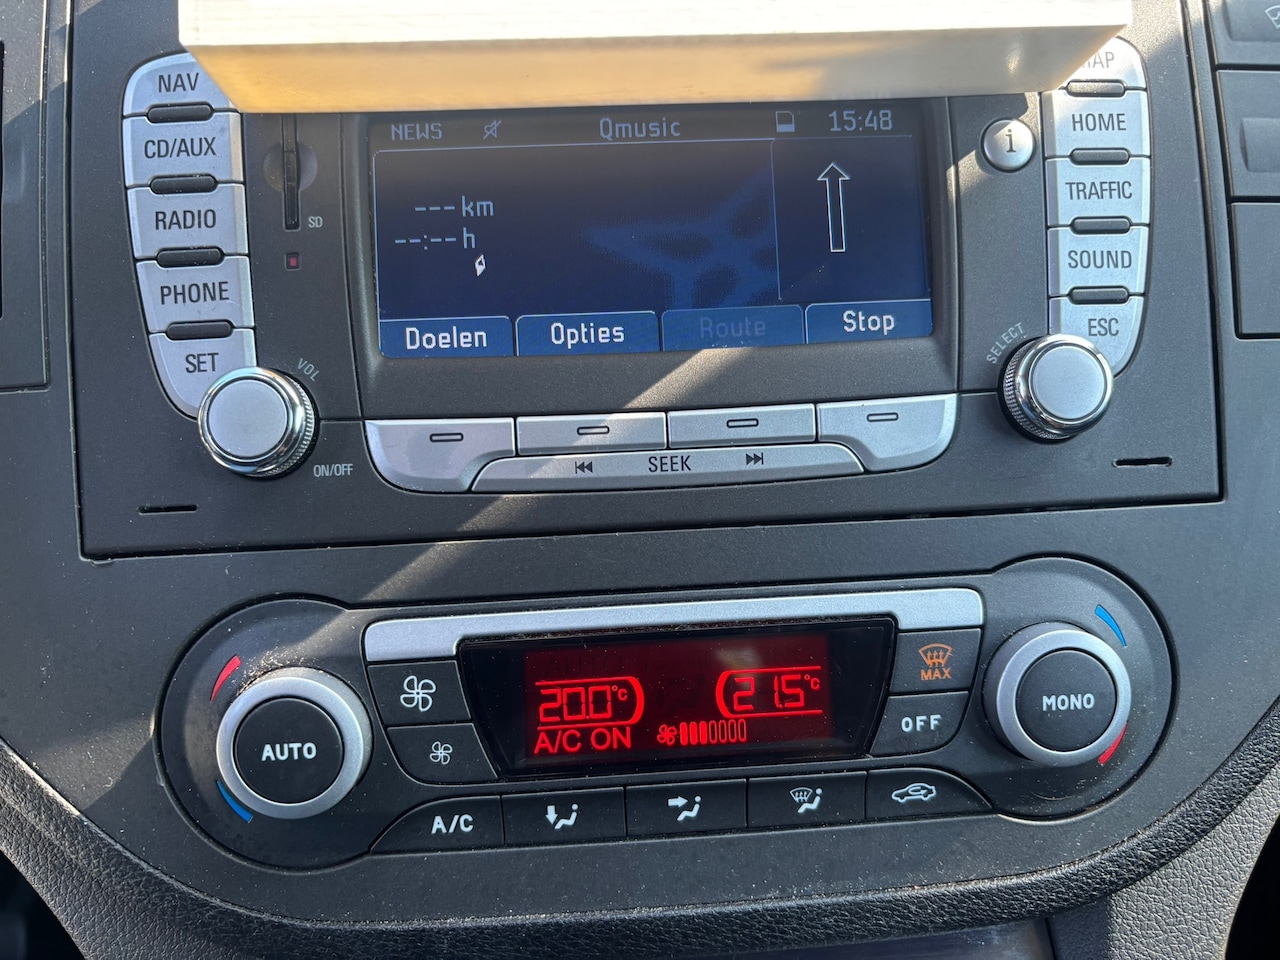 NAV
CD/AUX
RADIO
PHONE
SET
VOL
ON/OFF
SD
NEWS Qmusic 15:48
---km
--:--h
Doelen Opties Route Stop
SEEK
i
MAP
HOME
TRAFFIC
SOUND
ESC
SELECT
AUTO
20.0°C 21.5°C
A/C ON
MAX
OFF
MONO
A/C